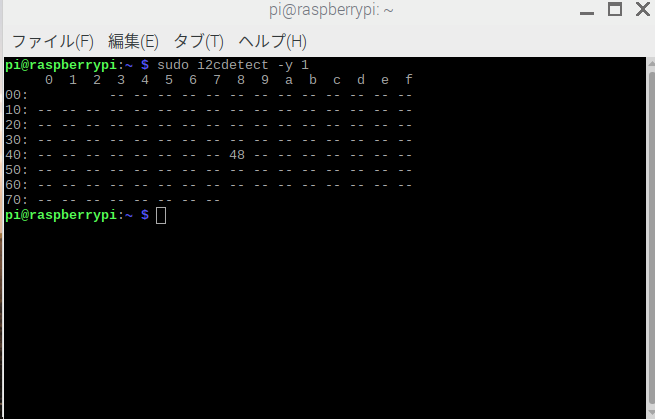 pi@raspberrypi: ~
ファイル(F) 編集(E) タブ(T) ヘルプ(H)
pi@raspberrypi:~ $ sudo i2cdetect -y 1
     0  1  2  3  4  5  6  7  8  9  a  b  c  d  e  f
00:          -- -- -- -- -- -- -- -- -- -- -- -- --
10: -- -- -- -- -- -- -- -- -- -- -- -- -- -- -- --
20: -- -- -- -- -- -- -- -- -- -- -- -- -- -- -- --
30: -- -- -- -- -- -- -- -- -- -- -- -- -- -- -- --
40: -- -- -- -- -- -- -- -- 48 -- -- -- -- -- -- --
50: -- -- -- -- -- -- -- -- -- -- -- -- -- -- -- --
60: -- -- -- -- -- -- -- -- -- -- -- -- -- -- -- --
70: -- -- -- -- -- -- -- --
pi@raspberrypi:~ $